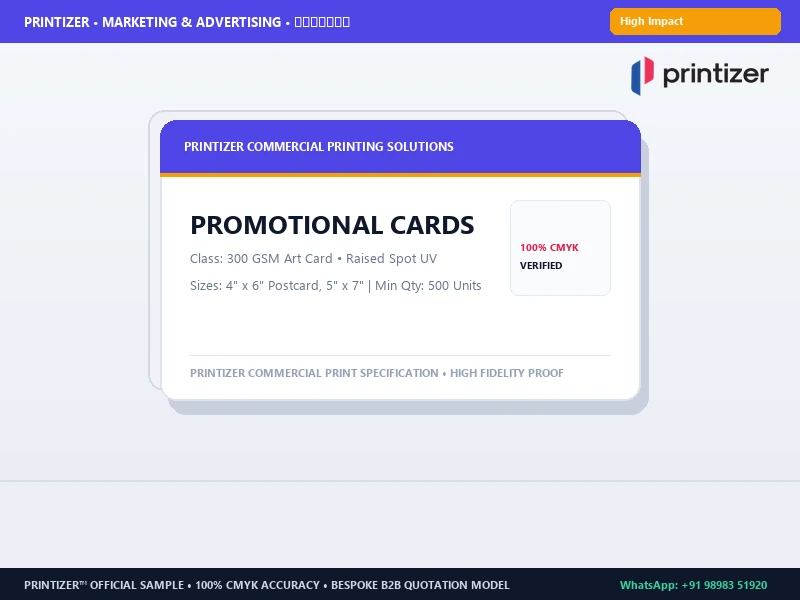 PRINTIZER • MARKETING & ADVERTISING •
High Impact
printizer
PRINTIZER COMMERCIAL PRINTING SOLUTIONS
PROMOTIONAL CARDS
Class: 300 GSM Art Card • Raised Spot UV
Sizes: 4" x 6" Postcard, 5" x 7" | Min Qty: 500 Units
100% CMYK
VERIFIED
PRINTIZER COMMERCIAL PRINT SPECIFICATION • HIGH FIDELITY PROOF
PRINTIZER™ OFFICIAL SAMPLE • 100% CMYK ACCURACY • BESPOKE B2B QUOTATION MODEL
WhatsApp: +91 98983 51920